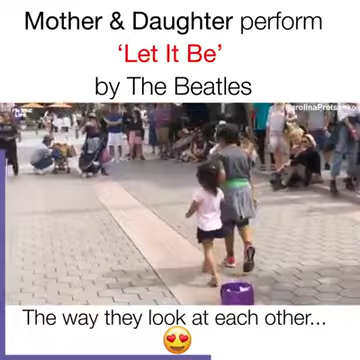 Mother & Daughter perform
‘Let It Be’
by The Beatles
The way they look at each other...